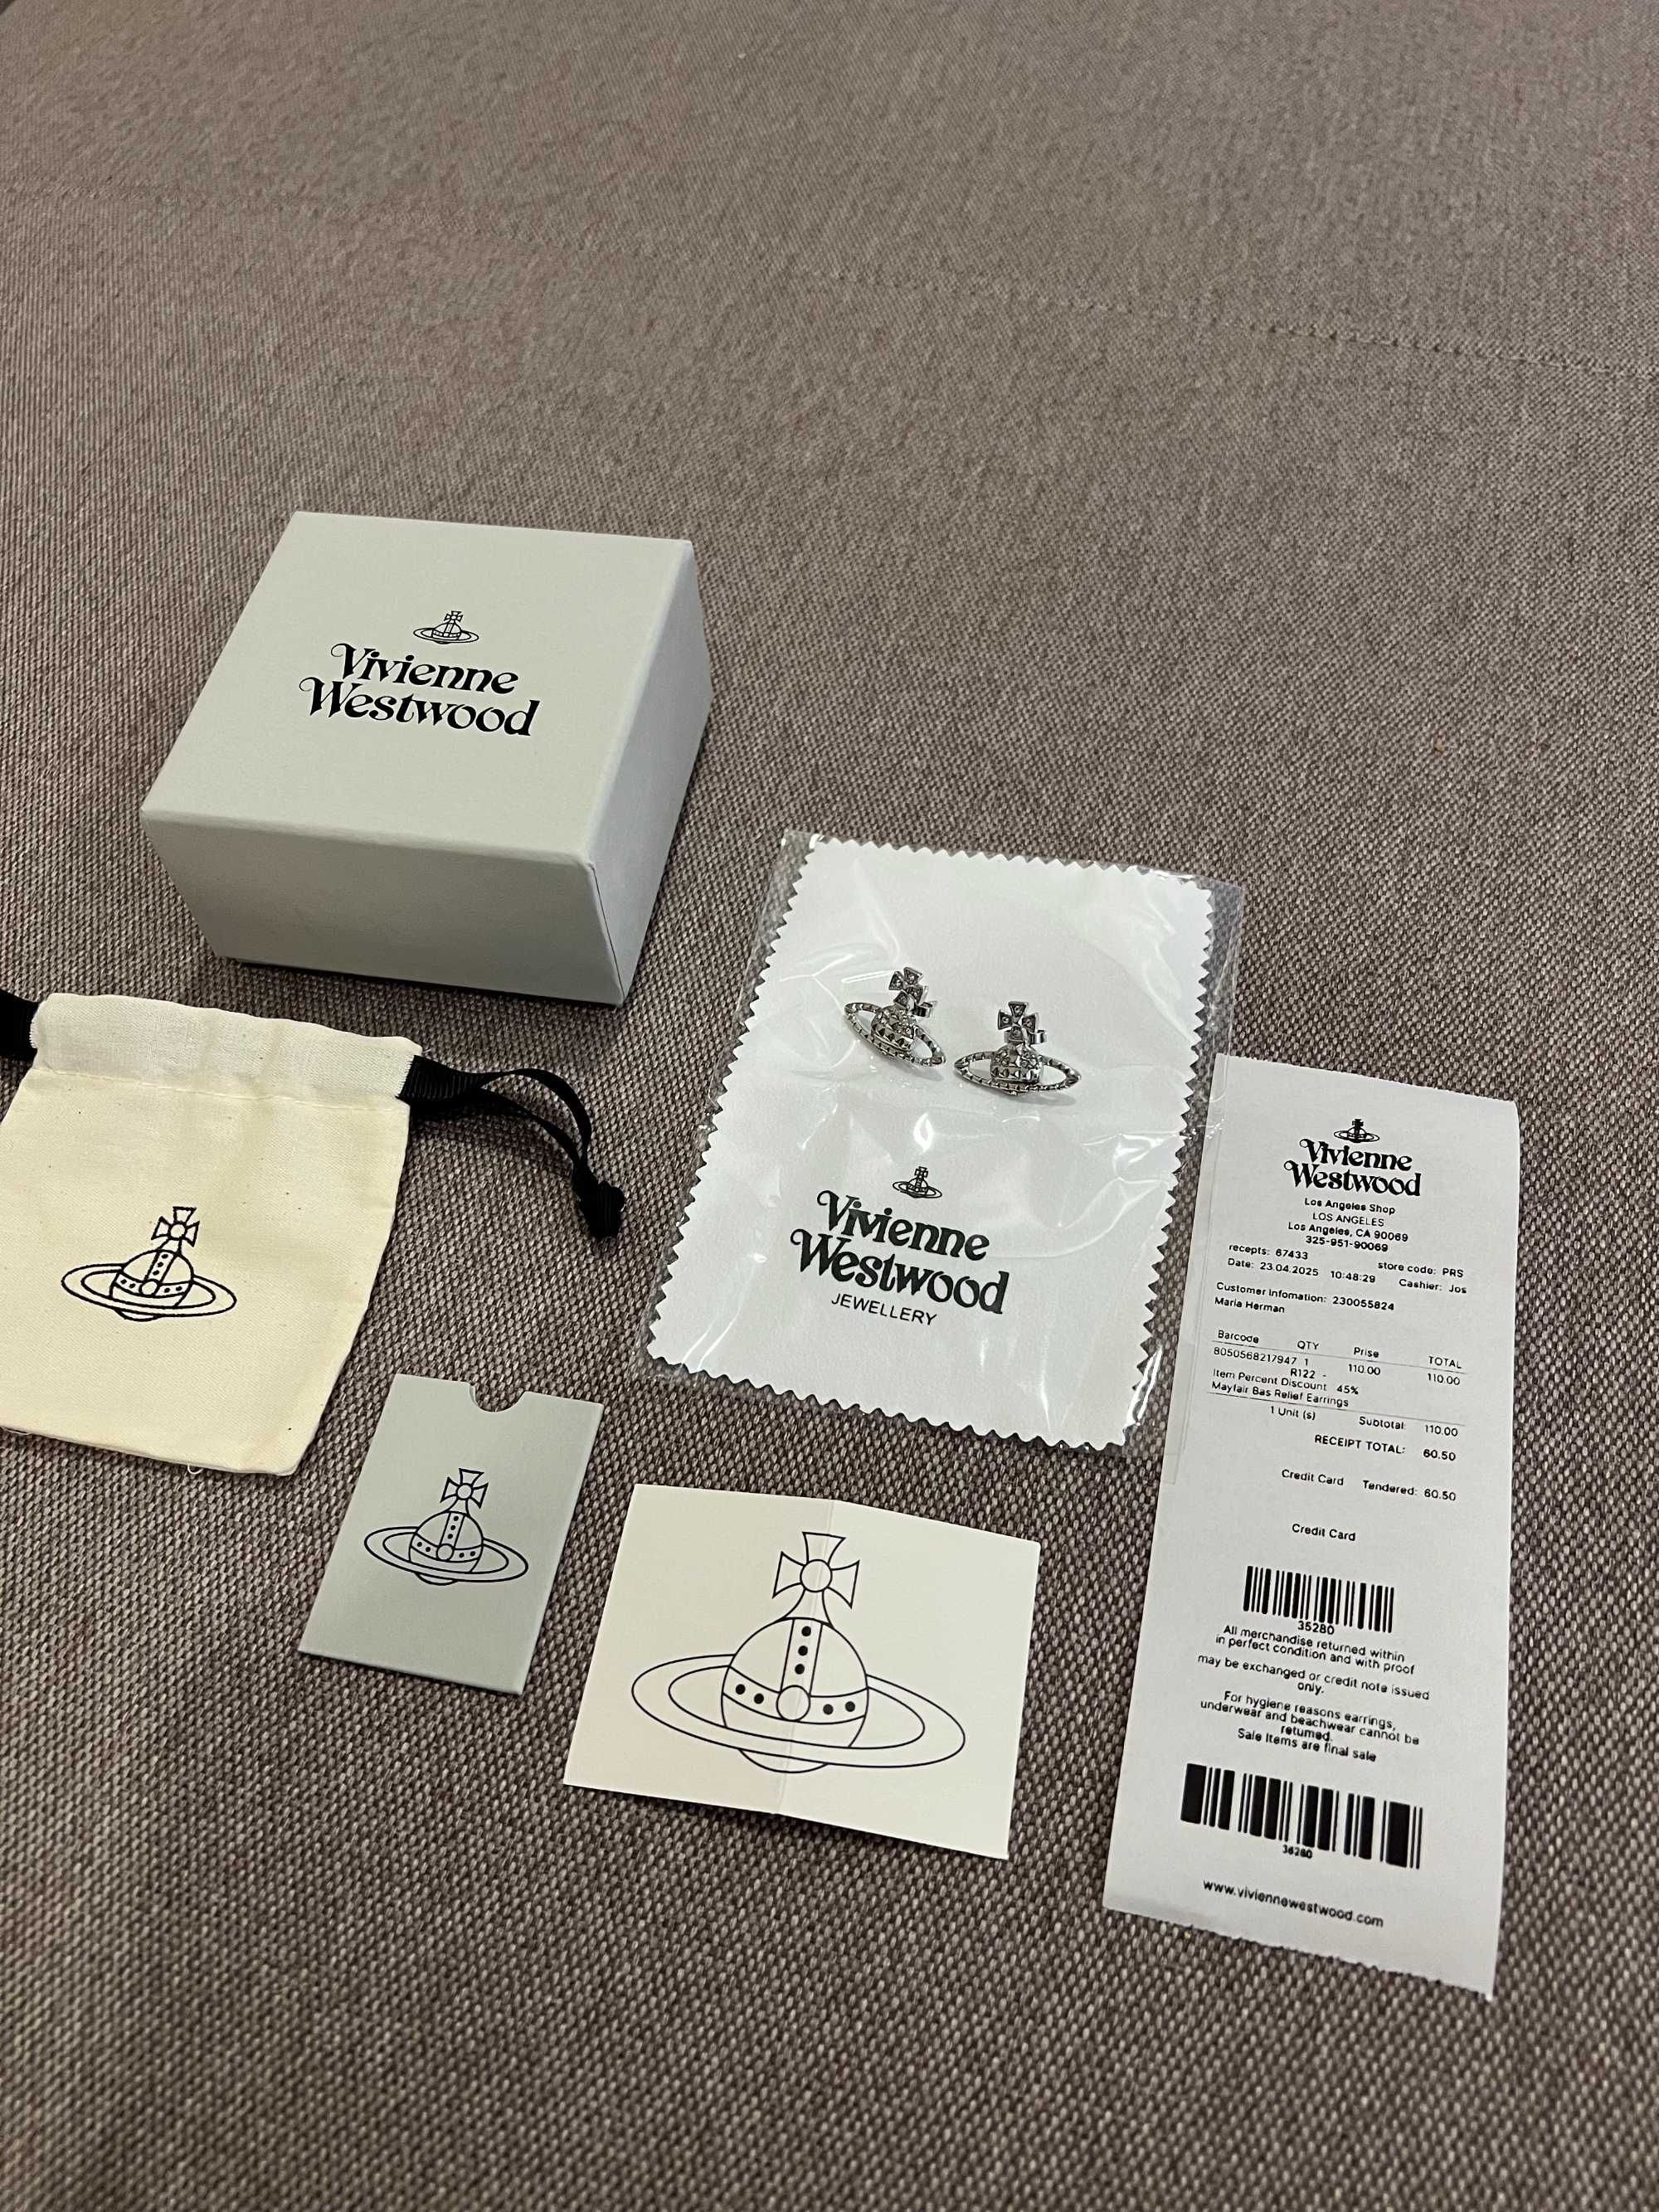 Vivienne
Westwood
Vivienne
Westwood
JEWELLERY
Vivienne
Westwood
Los Angeles Shop
LOS ANGELES
Los Angeles, CA 90069
325-951-90069
recepts: 67433 store code: PRS
Date: 23.04.2025 10:48:29 Cashier: Jos
Customer Infomation: 230055824
Maria Herman
Barcode QTY Prise TOTAL
8050568217947 1 110.00 110.00
R122 -
Item Percent Discount 45%
Mayfair Bas Relief Earrings
1 Unit (s) Subtotal: 110.00
RECEIPT TOTAL: 60.50
Credit Card Tendered: 60.50
Credit Card
35280
All merchandise returned within
in perfect condition and with proof
may be exchanged or credit note issued
only.
For hygiene reasons earrings,
underwear and beachwear cannot be
returned.
Sale Items are final sale
36280
www.viviennewestwood.com